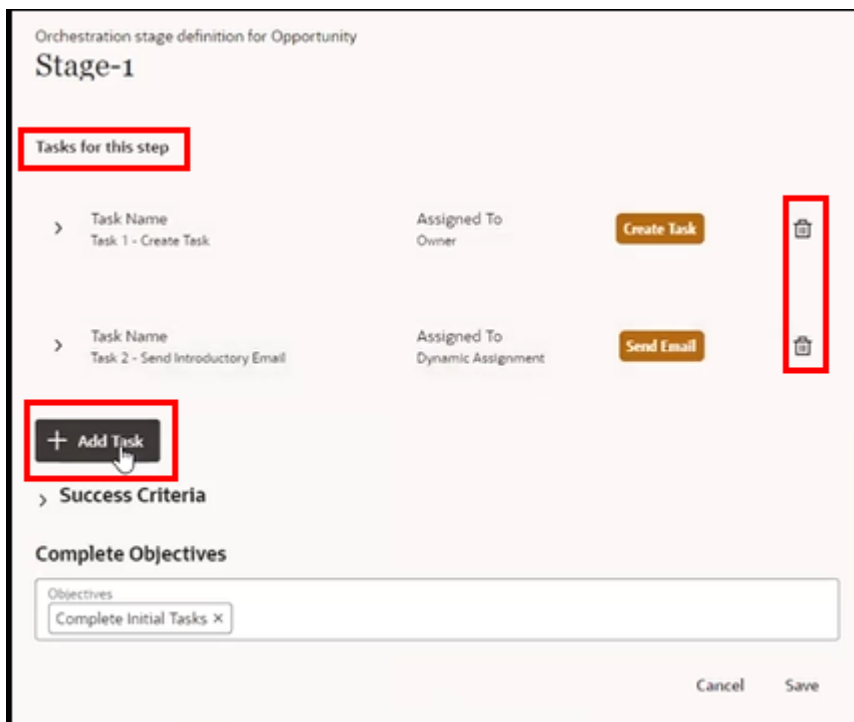 Orchestration stage definition for Opportunity
Stage-1
Tasks for this step
Task Name
Task 1 - Create Task
Assigned To
Owner
Create Task
Task Name
Task 2 - Send Introductory Email
Assigned To
Dynamic Assignment
Send Email
+ Add Task
Success Criteria
Complete Objectives
Objectives
Complete Initial Tasks ×
Cancel Save